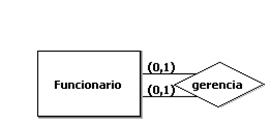 (0,1)
Funcionario
gerencia
(0,1)